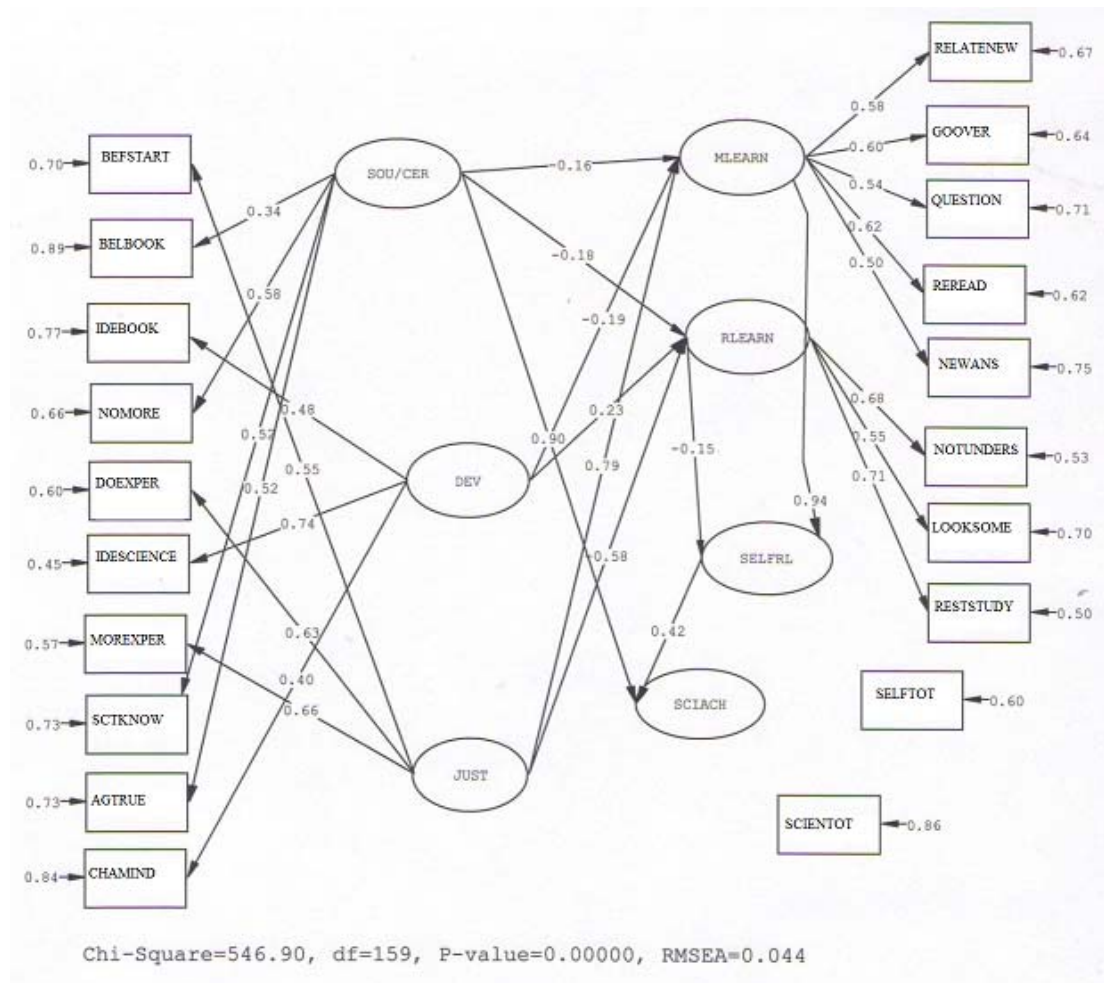 RELATENEW
0.67
0.58
GOOVER
0.64
0.60
BEFSTART
0.70
SOU/CER
-0.16
MLEARN
0.54
QUESTION
0.71
0.34
0.62
BELBOOK
0.89
-0.18
0.50
REREAD
0.62
0.58
IDEBOOK
0.77
-0.19
RLEARN
NEWANS
0.75
NOMORE
0.66
0.48
0.23
0.68
0.52
0.90
0.55
-0.15
NOTUNDERS
0.53
DOEXPER
0.60
0.55
0.79
0.71
0.52
DEV
0.94
0.74
LOOKSOME
0.70
IDESCIENCE
0.45
-0.58
SELFRL
RESTSTUDY
0.50
MOREXPER
0.57
0.63
0.42
0.40
0.66
SCIACH
SELFTOT
0.60
SCTKNOW
0.73
JUST
AGTRUE
0.73
SCIENTOT
0.86
CHAMIND
0.84
Chi-Square=546.90, df=159, P-value=0.00000, RMSEA=0.044